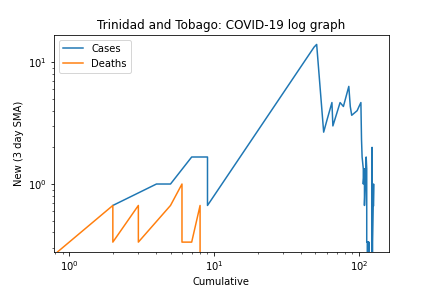 Trinidad and Tobago: COVID-19 log graph
Cases
Deaths
New (3 day SMA)
10¹
10⁰
10⁰
10¹
10²
Cumulative